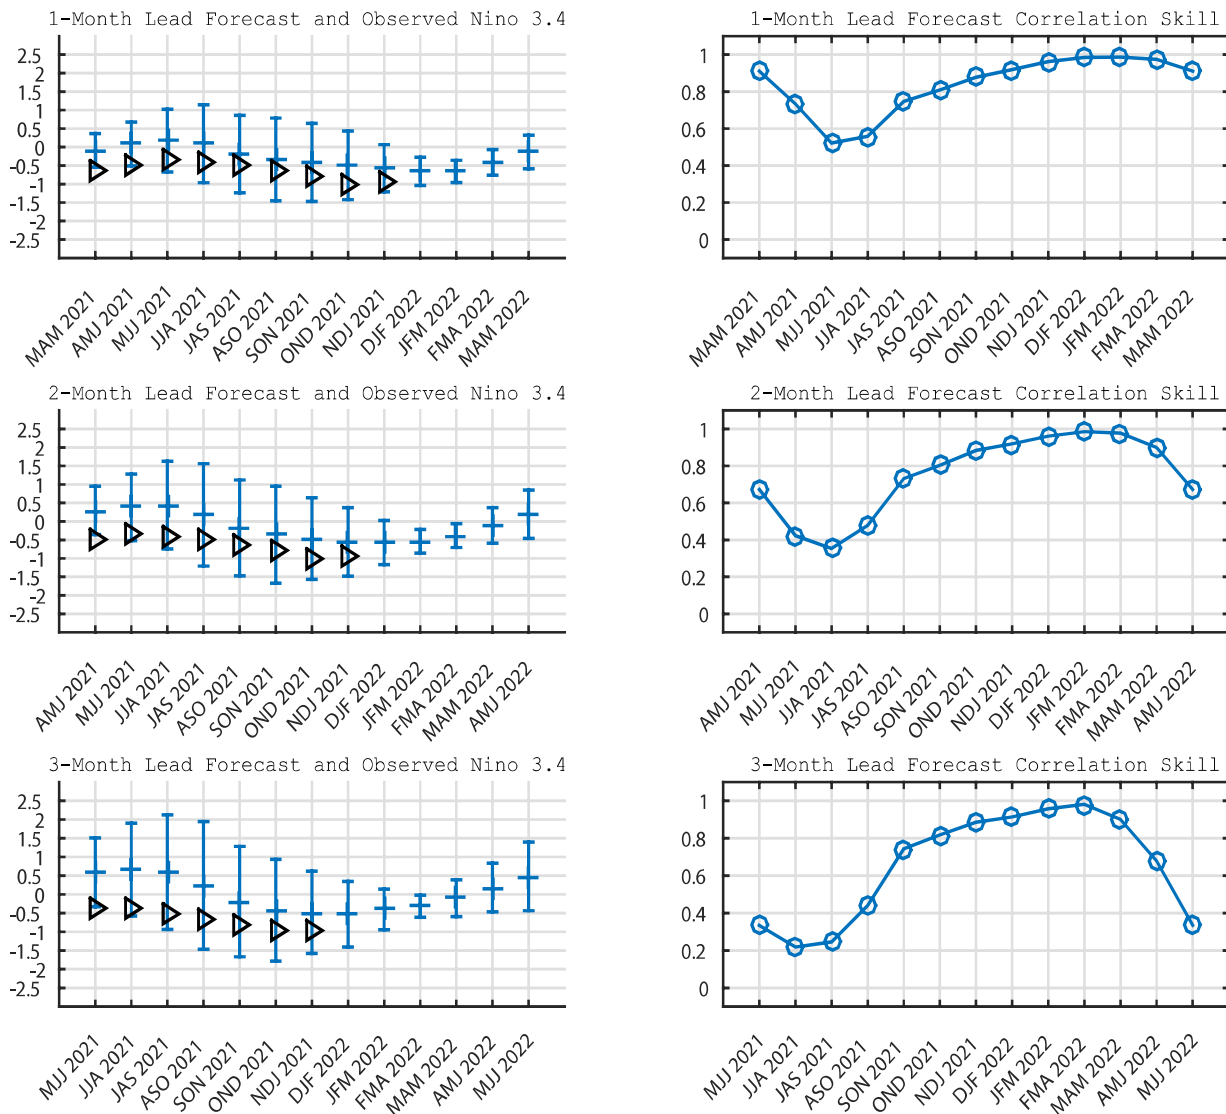 1-Month Lead Forecast and Observed Nino 3.4
2.5
2
1.5
1
0.5
0
-0.5
-1
-1.5
-2
-2.5
MAM 2021
AMJ 2021
MJJ 2021
JJA 2021
JAS 2021
ASO 2021
SON 2021
OND 2021
NDJ 2021
DJF 2022
JFM 2022
FMA 2022
MAM 2022
1-Month Lead Forecast Correlation Skill
1
0.8
0.6
0.4
0.2
0
MAM 2021
AMJ 2021
MJJ 2021
JJA 2021
JAS 2021
ASO 2021
SON 2021
OND 2021
NDJ 2021
DJF 2022
JFM 2022
FMA 2022
MAM 2022
2-Month Lead Forecast and Observed Nino 3.4
2.5
2
1.5
1
0.5
0
-0.5
-1
-1.5
-2
-2.5
AMJ 2021
MJJ 2021
JJA 2021
JAS 2021
ASO 2021
SON 2021
OND 2021
NDJ 2021
DJF 2022
JFM 2022
FMA 2022
MAM 2022
AMJ 2022
2-Month Lead Forecast Correlation Skill
1
0.8
0.6
0.4
0.2
0
AMJ 2021
MJJ 2021
JJA 2021
JAS 2021
ASO 2021
SON 2021
OND 2021
NDJ 2021
DJF 2022
JFM 2022
FMA 2022
MAM 2022
AMJ 2022
3-Month Lead Forecast and Observed Nino 3.4
2.5
2
1.5
1
0.5
0
-0.5
-1
-1.5
-2
-2.5
MJJ 2021
JJA 2021
JAS 2021
ASO 2021
SON 2021
OND 2021
NDJ 2021
DJF 2022
JFM 2022
FMA 2022
MAM 2022
AMJ 2022
MJJ 2022
3-Month Lead Forecast Correlation Skill
1
0.8
0.6
0.4
0.2
0
MJJ 2021
JJA 2021
JAS 2021
ASO 2021
SON 2021
OND 2021
NDJ 2021
DJF 2022
JFM 2022
FMA 2022
MAM 2022
AMJ 2022
MJJ 2022